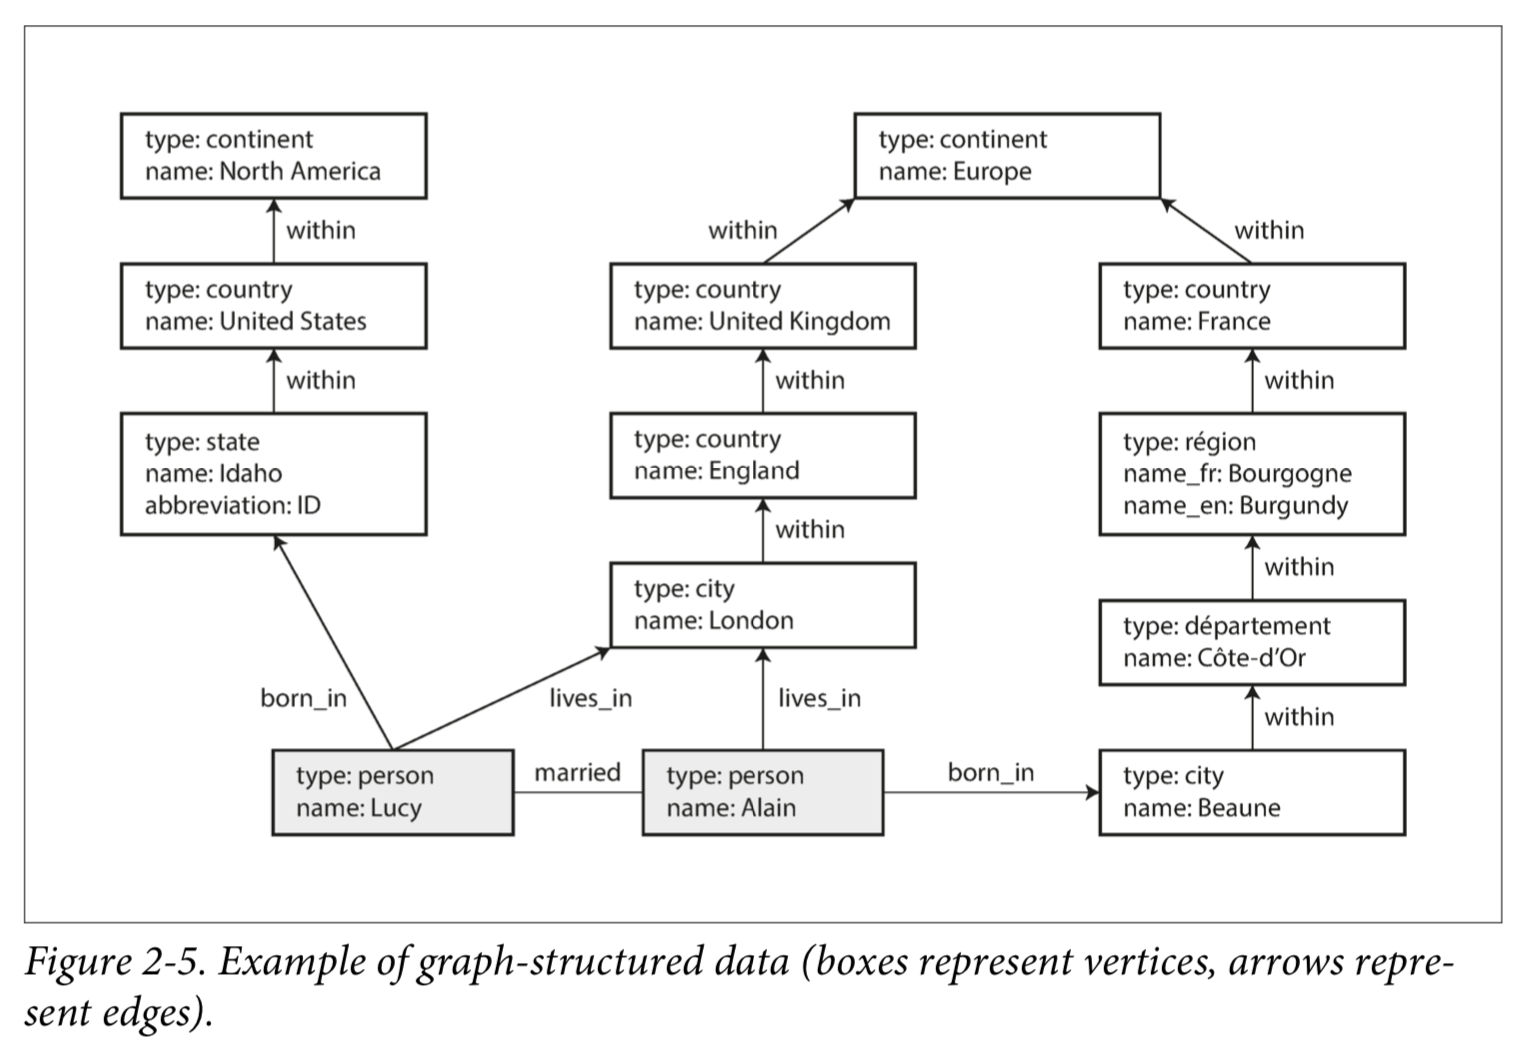 type: continent
name: North America
type: continent
name: Europe
within
within
within
type: country
name: United States
type: country
name: United Kingdom
type: country
name: France
within
within
within
type: state
name: Idaho
abbreviation: ID
type: country
name: England
type: région
name_fr: Bourgogne
name_en: Burgundy
within
within
type: city
name: London
type: département
name: Côte-d’Or
born_in
lives_in
lives_in
within
type: person
name: Lucy
married
type: person
name: Alain
born_in
type: city
name: Beaune
Figure 2-5. Example of graph-structured data (boxes represent vertices, arrows repre-
sent edges).